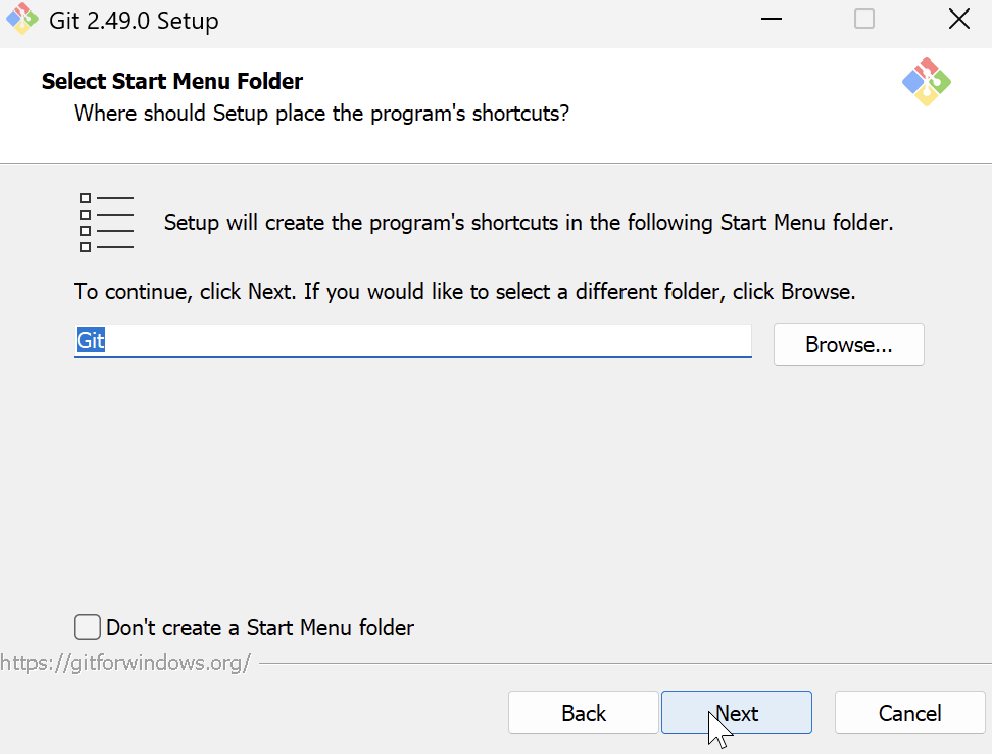 Git 2.49.0 Setup
Select Start Menu Folder
Where should Setup place the program's shortcuts?
Setup will create the program's shortcuts in the following Start Menu folder.
To continue, click Next. If you would like to select a different folder, click Browse.
Git
Browse...
Don't create a Start Menu folder
https://gitforwindows.org/
Back
Next
Cancel